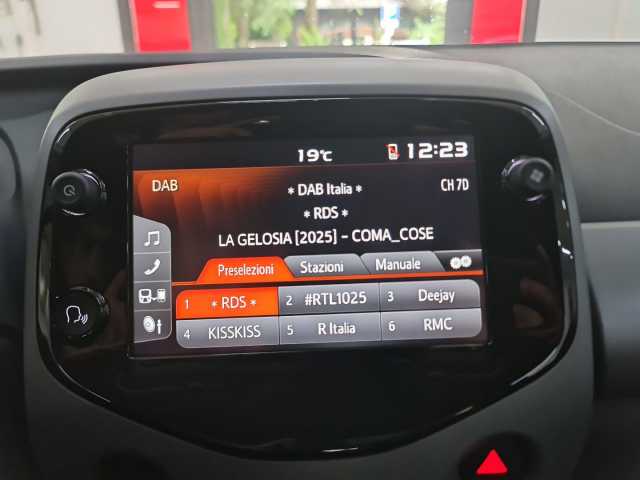 19°c 12:23
DAB * DAB Italia * CH 7D
* RDS *
LA GELOSIA [2025] - COMA_COSE
Preselezioni Stazioni Manuale
1 * RDS * 2 #RTL1025 3 Deejay
4 KISSKISS 5 R Italia 6 RMC